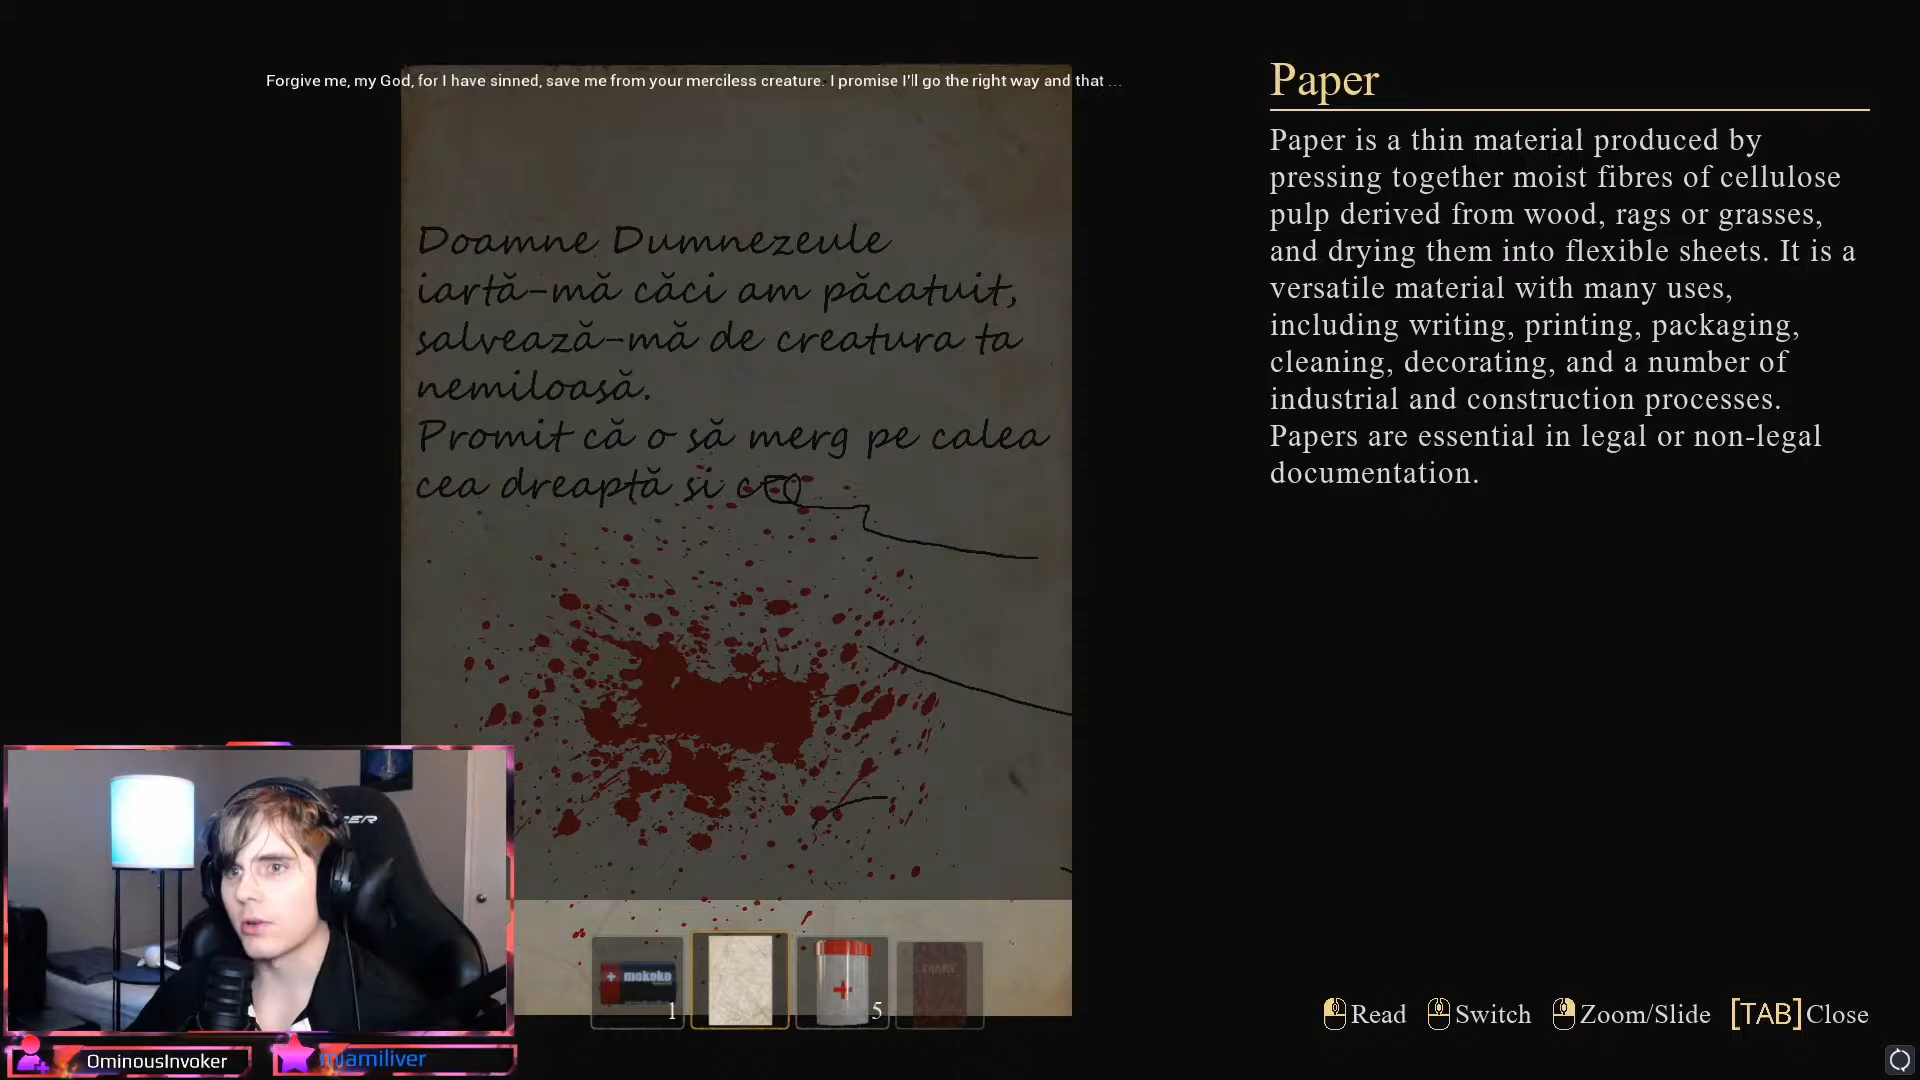 Forgive me, my God, for I have sinned, save me from your merciless creature. I promise I'll go the right way and that ...
Doamne Dumnezeule
iartă-mă căci am păcatuit,
salvează-mă de creatura ta
nemiloasă.
Promit că o să merg pe calea
cea dreaptă si c
Paper
Paper is a thin material produced by
pressing together moist fibres of cellulose
pulp derived from wood, rags or grasses,
and drying them into flexible sheets. It is a
versatile material with many uses,
including writing, printing, packaging,
cleaning, decorating, and a number of
industrial and construction processes.
Papers are essential in legal or non-legal
documentation.
mokoko
1
5
DIARY
Read Switch Zoom/Slide [TAB] Close
OminousInvoker
mjamiliver